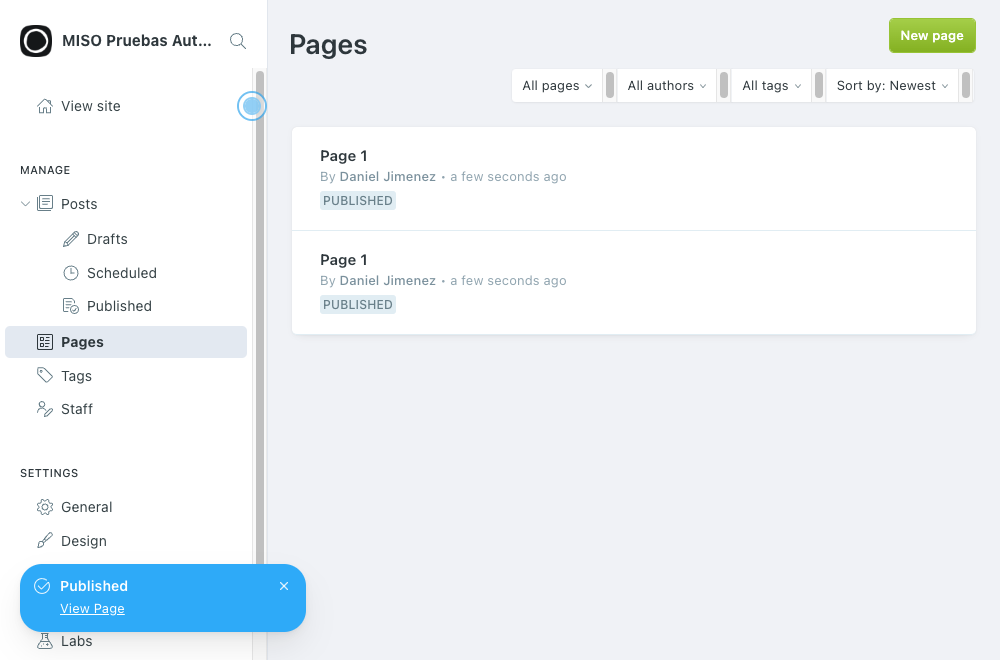 MISO Pruebas Aut...
View site
MANAGE
Posts
Drafts
Scheduled
Published
Pages
Tags
Staff
SETTINGS
General
Design
Published
View Page
Labs
Pages
New page
All pages
All authors
All tags
Sort by: Newest
Page 1
By Daniel Jimenez • a few seconds ago
PUBLISHED
Page 1
By Daniel Jimenez • a few seconds ago
PUBLISHED